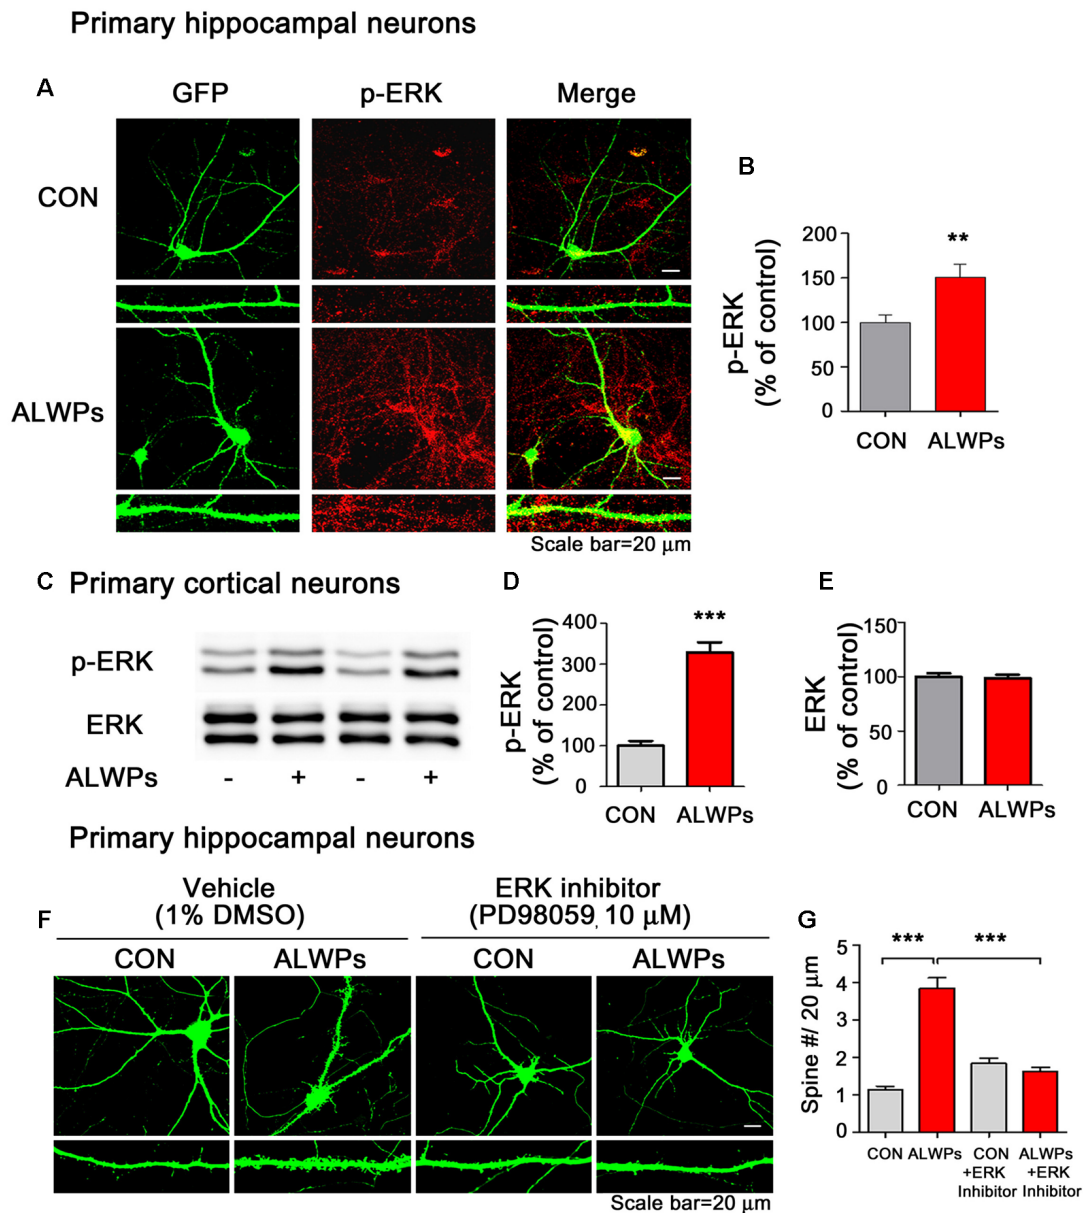 Primary hippocampal neurons
A
GFP p-ERK Merge
CON
ALWPs
Scale bar=20 μm
B
p-ERK
(% of control)
200
150
100
50
0
**
CON ALWPs
C Primary cortical neurons
p-ERK
ERK
ALWPs - + - +
D
p-ERK
(% of control)
400
300
200
100
0
***
CON ALWPs
E
ERK
(% of control)
150
100
50
0
CON ALWPs
Primary hippocampal neurons
F
Vehicle
(1% DMSO)
ERK inhibitor
(PD98059, 10 μM)
CON ALWPs CON ALWPs
Scale bar=20 μm
G
Spine #/ 20 μm
5
4
3
2
1
0
*** ***
CON ALWPs CON ALWPs
+ERK +ERK
Inhibitor Inhibitor